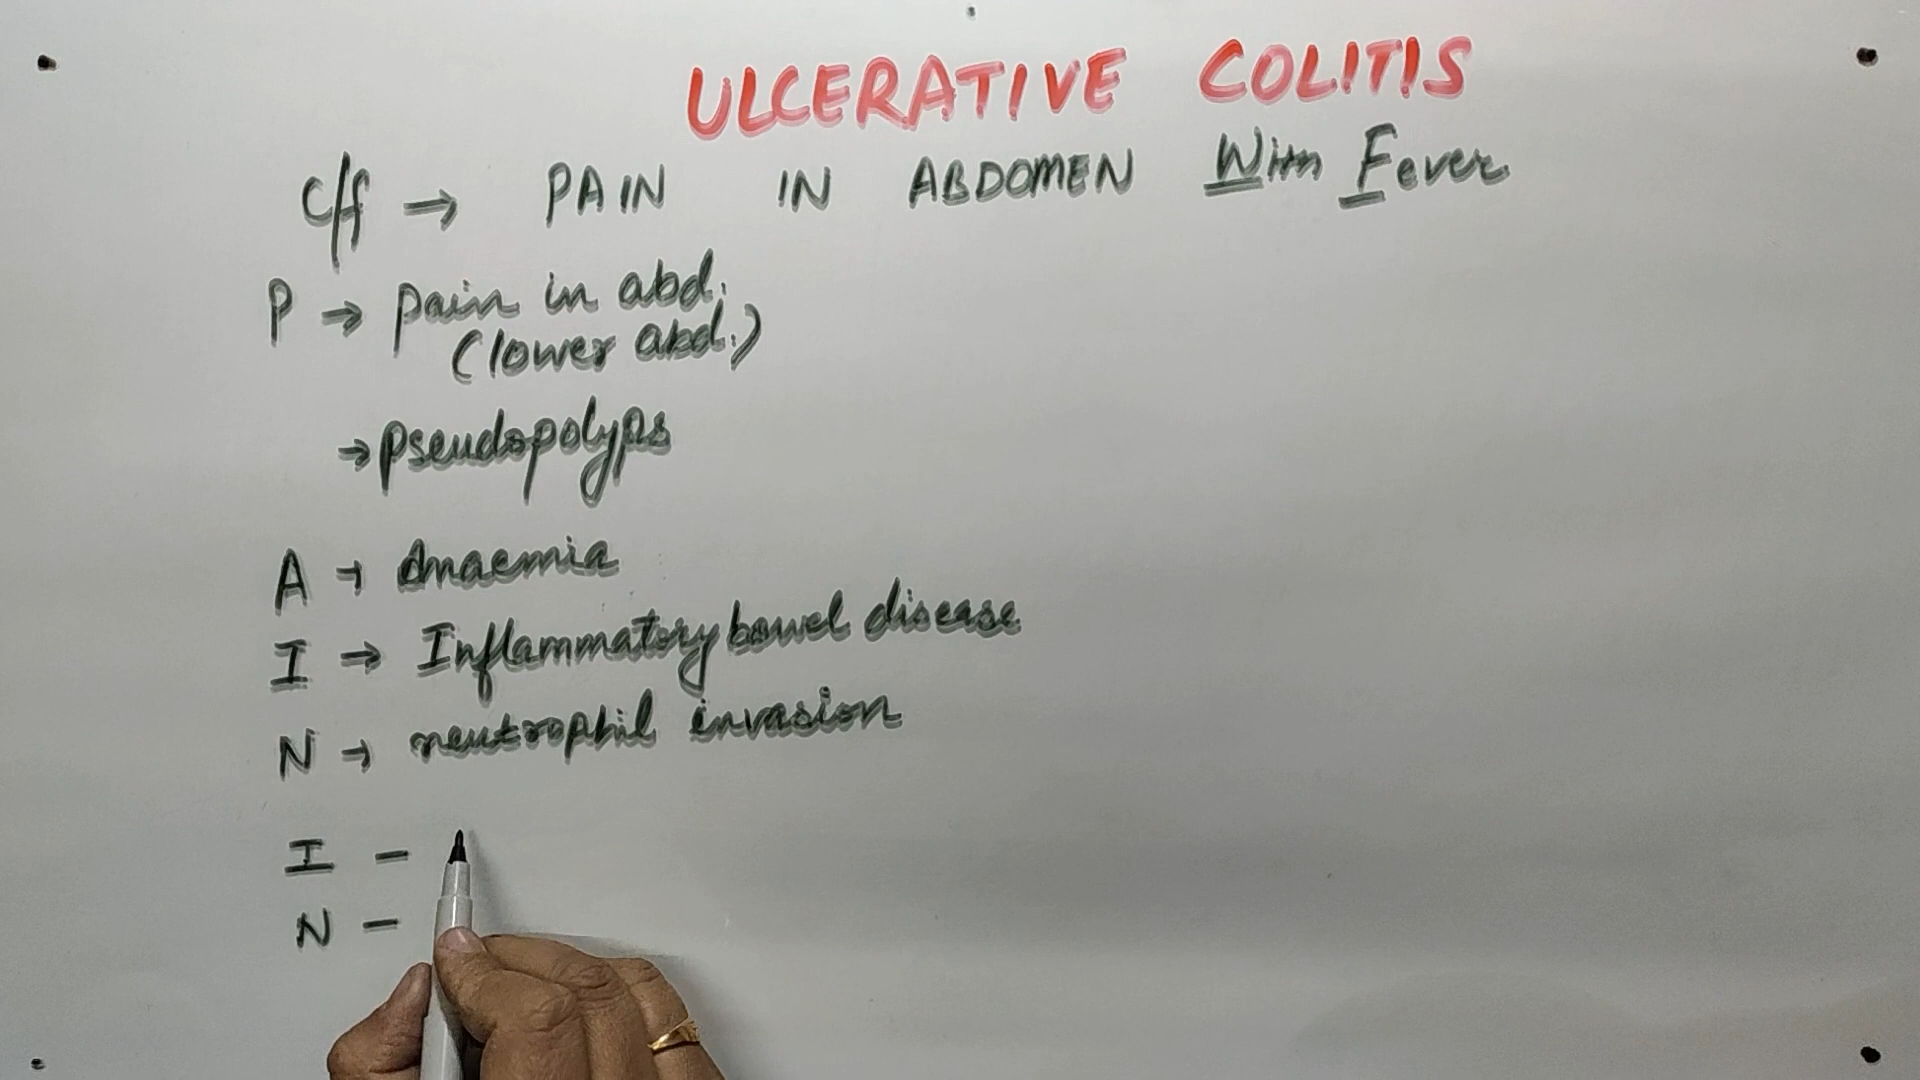 ULCERATIVE COLITIS
C/f → PAIN IN ABDOMEN With Fever
P → Pain in abd.
(lower abd.)
→ Pseudopolyps
A → Anaemia
I → Inflammatory bowel disease
N → neutrophil invasion
I -
N -